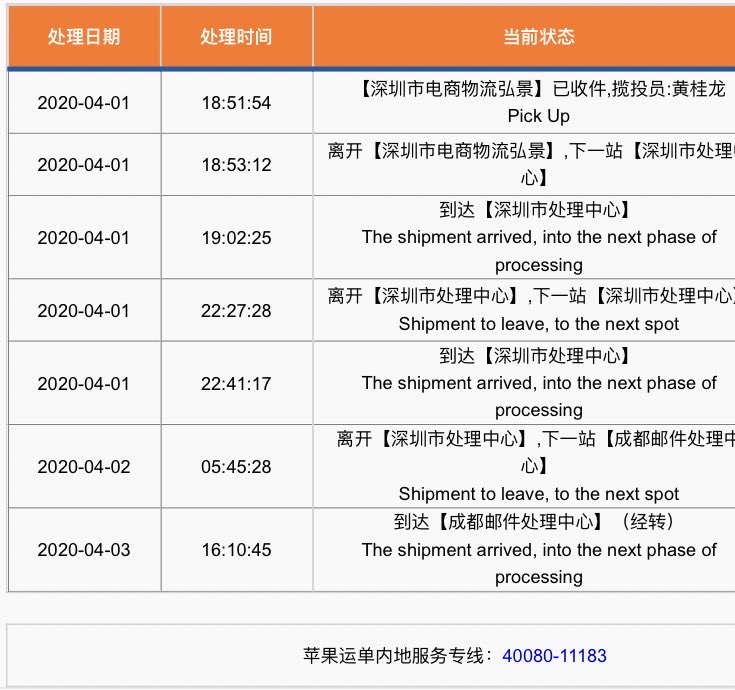 处理日期 处理时间 当前状态
2020-04-01 18:51:54 【深圳市电商物流弘景】已收件,揽投员:黄桂龙
Pick Up
2020-04-01 18:53:12 离开【深圳市电商物流弘景】,下一站【深圳市处理
心】
2020-04-01 19:02:25 到达【深圳市处理中心】
The shipment arrived, into the next phase of
processing
2020-04-01 22:27:28 离开【深圳市处理中心】,下一站【深圳市处理中心】
Shipment to leave, to the next spot
2020-04-01 22:41:17 到达【深圳市处理中心】
The shipment arrived, into the next phase of
processing
2020-04-02 05:45:28 离开【深圳市处理中心】,下一站【成都邮件处理中
心】
Shipment to leave, to the next spot
2020-04-03 16:10:45 到达【成都邮件处理中心】（经转）
The shipment arrived, into the next phase of
processing
苹果运单内地服务专线：40080-11183